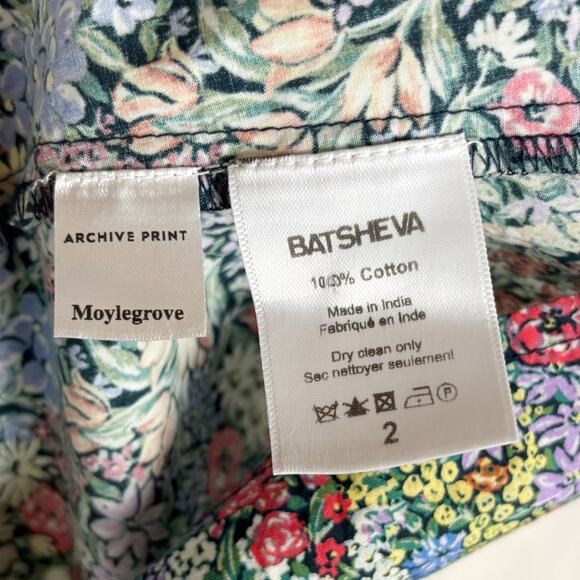 ARCHIVE PRINT
Moylegrove
BATSHEVA
100% Cotton
Made in India
Fabriqué en Inde
Dry clean only
Sec nettoyer seulement
P
2